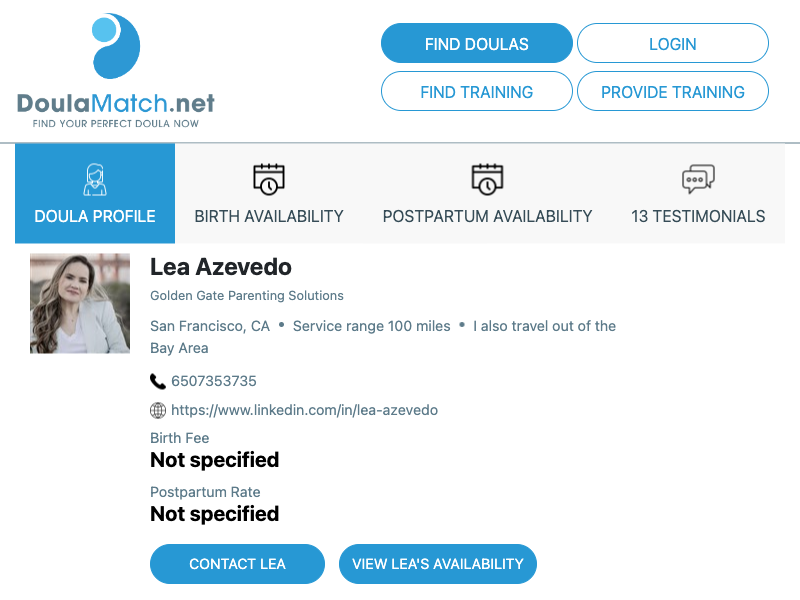 DoulaMatch.net
FIND YOUR PERFECT DOULA NOW
FIND DOULAS
LOGIN
FIND TRAINING
PROVIDE TRAINING
DOULA PROFILE
BIRTH AVAILABILITY
POSTPARTUM AVAILABILITY
13 TESTIMONIALS
Lea Azevedo
Golden Gate Parenting Solutions
San Francisco, CA • Service range 100 miles • I also travel out of the
Bay Area
6507353735
https://www.linkedin.com/in/lea-azevedo
Birth Fee
Not specified
Postpartum Rate
Not specified
CONTACT LEA
VIEW LEA'S AVAILABILITY